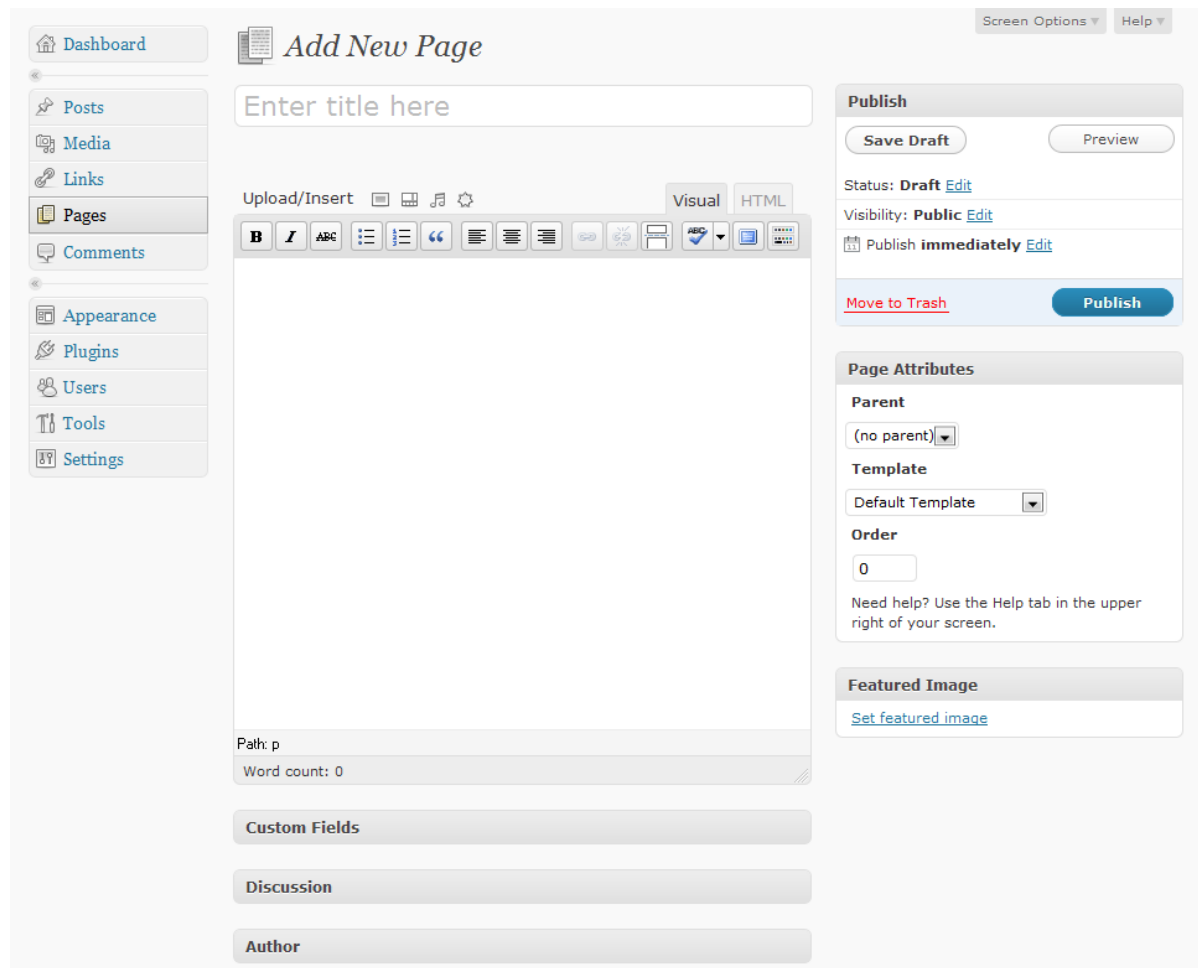 Screen Options
Help
Dashboard
Posts
Media
Links
Pages
Comments
Appearance
Plugins
Users
Tools
Settings
Add New Page
Enter title here
Upload/Insert
Visual
HTML
B I ABC
ABC
Path: p
Word count: 0
Custom Fields
Discussion
Author
Publish
Save Draft
Preview
Status: Draft Edit
Visibility: Public Edit
11 Publish immediately Edit
Move to Trash
Publish
Page Attributes
Parent
(no parent)
Template
Default Template
Order
0
Need help? Use the Help tab in the upper
right of your screen.
Featured Image
Set featured image